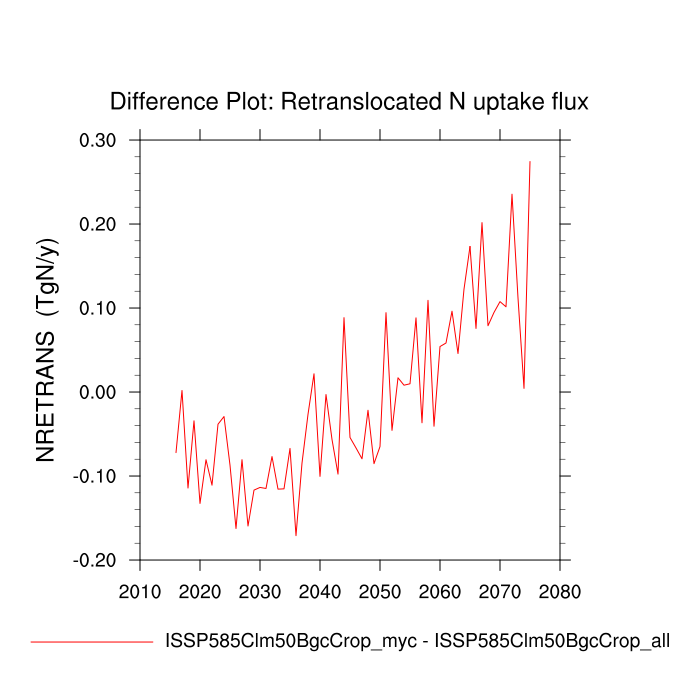 Difference Plot: Retranslocated N uptake flux
NRETRANS  (TgN/y)
0.30
0.20
0.10
0.00
-0.10
-0.20
2010 2020 2030 2040 2050 2060 2070 2080
ISSP585Clm50BgcCrop_myc - ISSP585Clm50BgcCrop_all